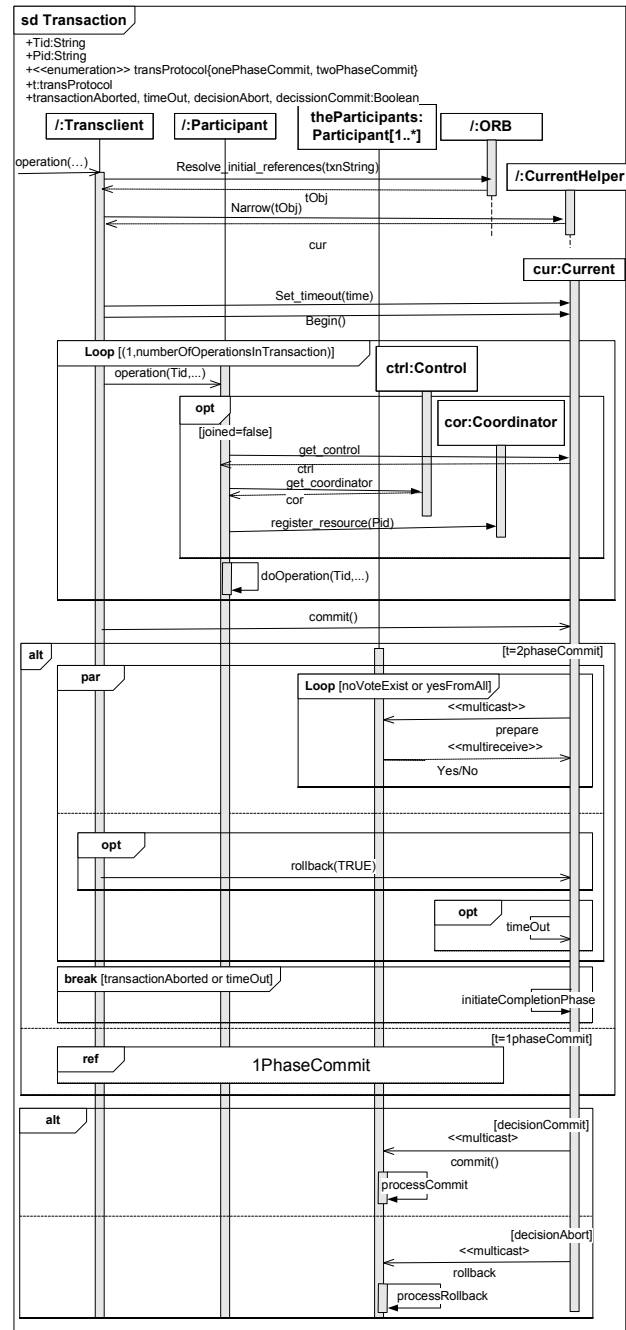 sd Transaction
+Tid:String
+Pid:String
+<<enumeration>> transProtocol{onePhaseCommit, twoPhaseCommit}
+t:transProtocol
+transactionAborted, timeOut, decisionAbort, decissionCommit:Boolean
/:Transclient
/:Participant
theParticipants:
Participant[1..*]
/:ORB
operation(...)
Resolve_initial_references(txnString)
/:CurrentHelper
tObj
Narrow(tObj)
cur
cur:Current
Set_timeout(time)
Begin()
Loop [(1,numberOfOperationsInTransaction)]
operation(Tid,...)
ctrl:Control
opt
[joined=false]
cor:Coordinator
get_control
ctrl
get_coordinator
cor
register_resource(Pid)
doOperation(Tid,...)
commit()
alt
[t=2phaseCommit]
par
Loop [noVoteExist or yesFromAll]
<<multicast>>
prepare
<<multireceive>>
Yes/No
opt
rollback(TRUE)
opt
timeOut
break [transactionAborted or timeOut]
initiateCompletionPhase
[t=1phaseCommit]
ref
1PhaseCommit
alt
[decisionCommit]
<<multicast>
commit()
processCommit
[decisionAbort]
<<multicast>
rollback
processRollback